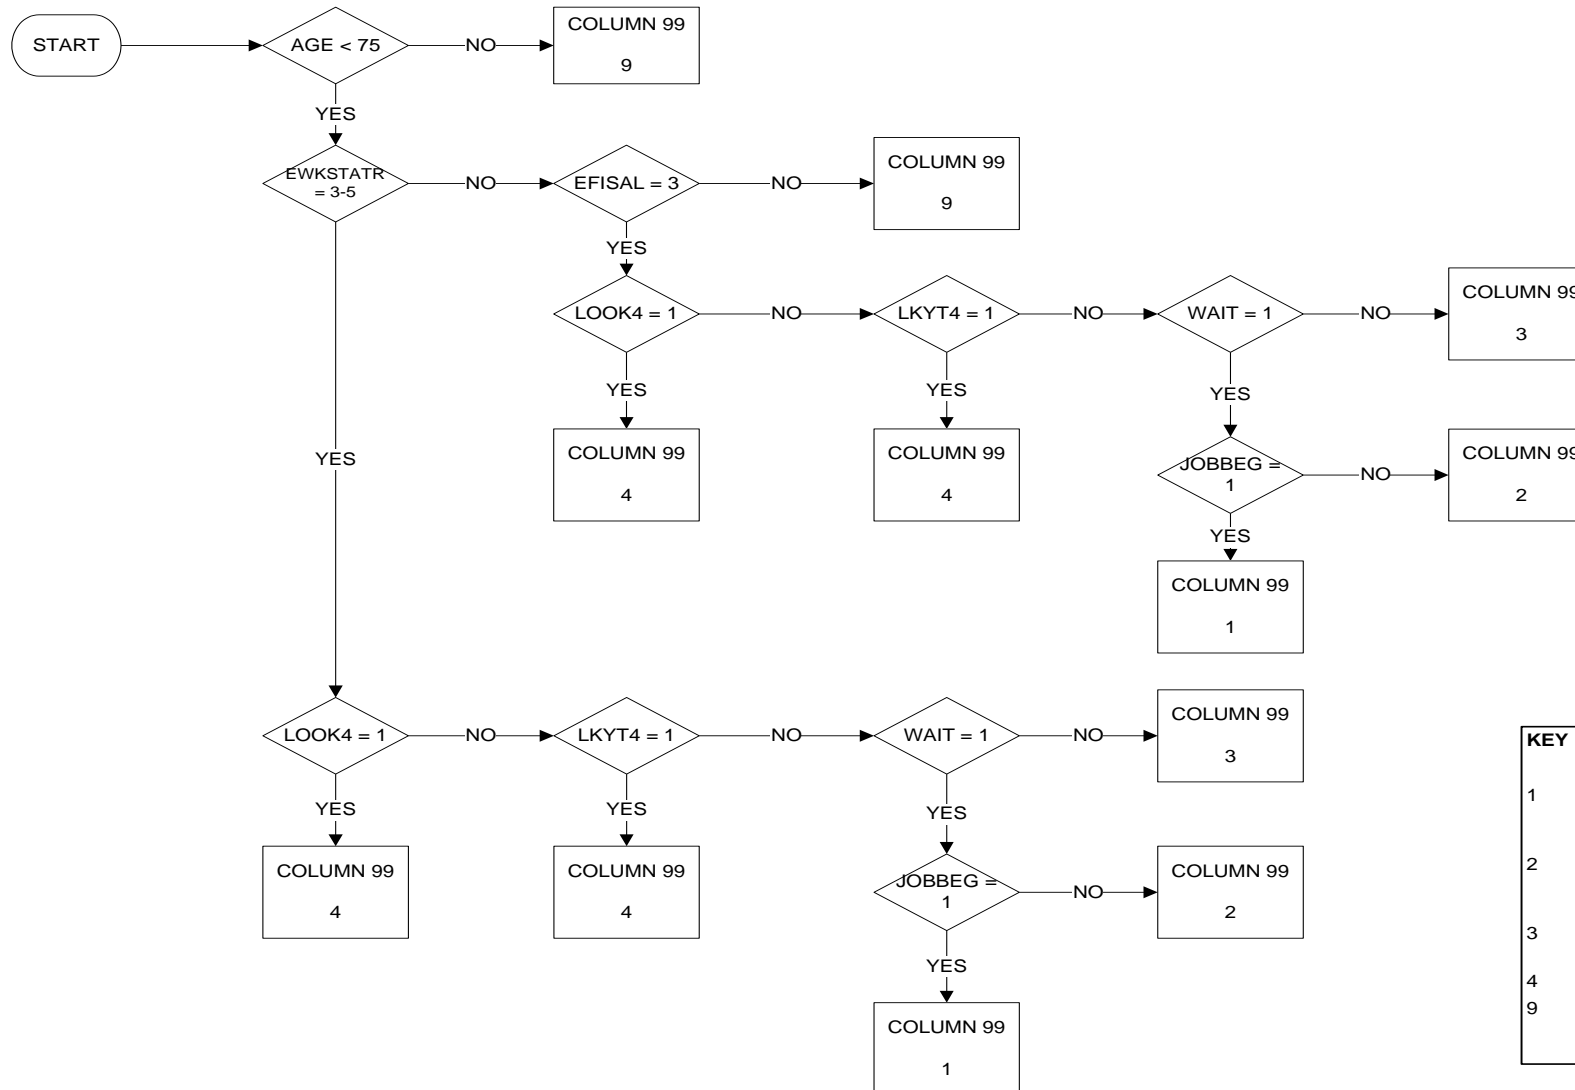 START
AGE < 75
NO
COLUMN 99
9
YES
EWKSTATR
= 3-5
NO
EFISAL = 3
NO
COLUMN 99
9
YES
LOOK4 = 1
NO
LKYT4 = 1
NO
WAIT = 1
NO
COLUMN 99
3
YES
YES
YES
COLUMN 99
4
COLUMN 99
4
JOBBEG =
1
NO
COLUMN 99
2
YES
YES
COLUMN 99
1
LOOK4 = 1
NO
LKYT4 = 1
NO
WAIT = 1
NO
COLUMN 99
3
YES
YES
YES
COLUMN 99
4
COLUMN 99
4
JOBBEG =
1
NO
COLUMN 99
2
YES
COLUMN 99
1
KEY
1
2
3
4
9